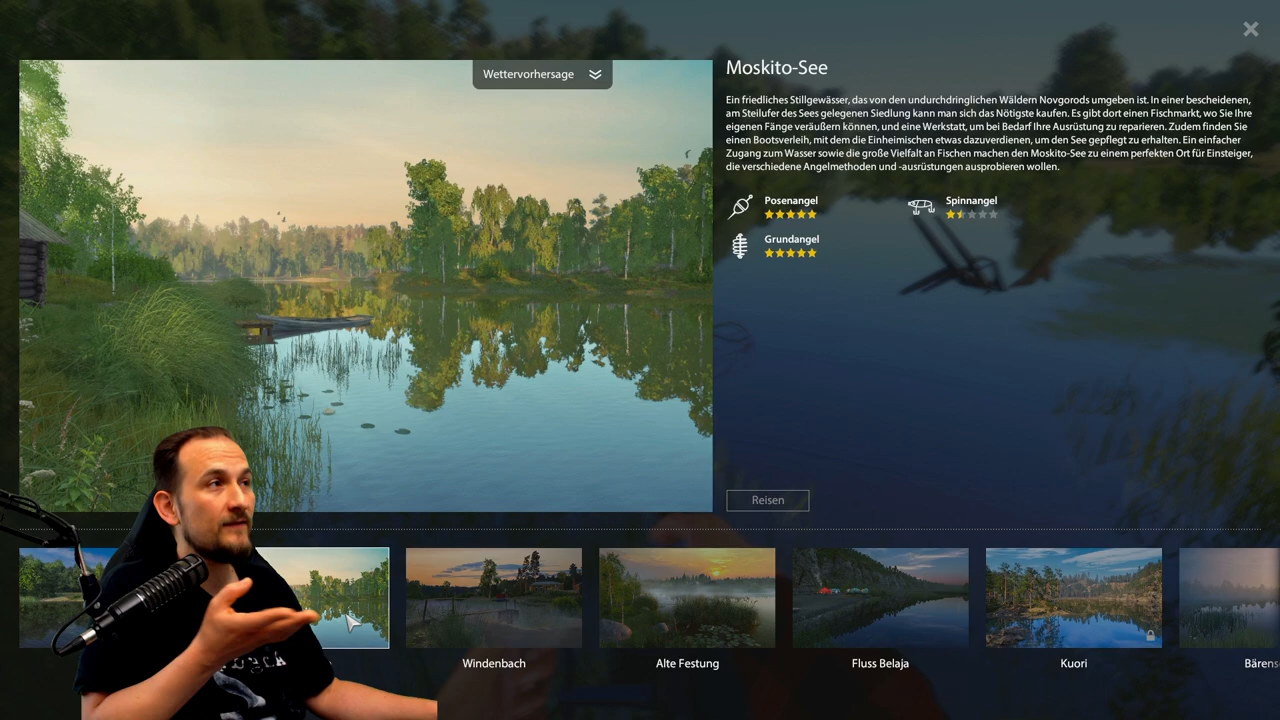 Wettervorhersage
Moskito-See
Ein friedliches Stillgewässer, das von den undurchdringlichen Wäldern Novgorods umgeben ist. In einer bescheidenen,
am Steilufer des Sees gelegenen Siedlung kann man sich das Nötigste kaufen. Es gibt dort einen Fischmarkt, wo Sie Ihre
eigenen Fänge veräußern können, und eine Werkstatt, um bei Bedarf Ihre Ausrüstung zu reparieren. Zudem finden Sie
einen Bootsverleih, mit dem die Einheimischen etwas dazuverdienen, um den See gepflegt zu erhalten. Ein einfacher
Zugang zum Wasser sowie die große Vielfalt an Fischen machen den Moskito-See zu einem perfekten Ort für Einsteiger,
die verschiedene Angelmethoden und -ausrüstungen ausprobieren wollen.
Posenangel
Spinnangel
Grundangel
Reisen
Windenbach
Alte Festung
Fluss Belaja
Kuori
Bärens